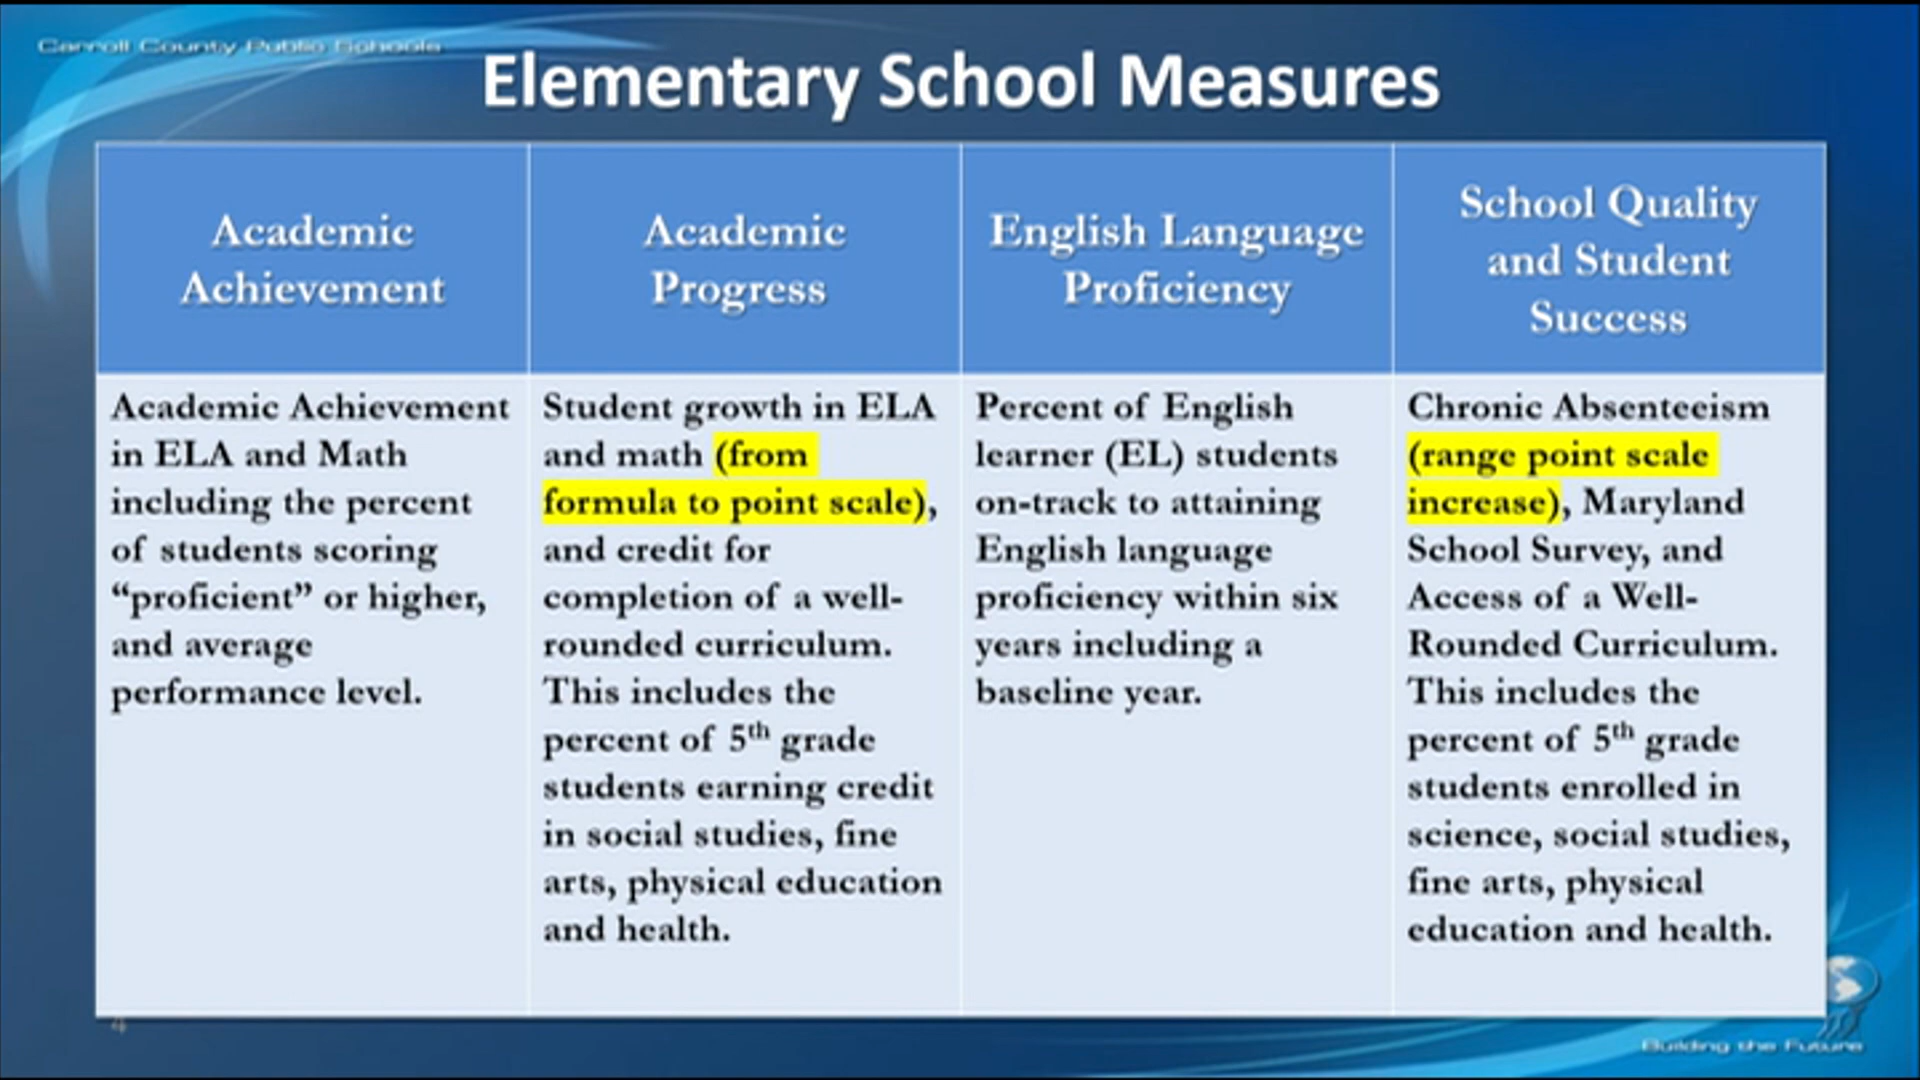 Carroll County Public Schools
Elementary School Measures
Academic
Achievement
Academic
Progress
English Language
Proficiency
School Quality
and Student
Success
Academic Achievement
in ELA and Math
including the percent
of students scoring
“proficient” or higher,
and average
performance level.
Student growth in ELA
and math (from
formula to point scale),
and credit for
completion of a well-
rounded curriculum.
This includes the
percent of 5th grade
students earning credit
in social studies, fine
arts, physical education
and health.
Percent of English
learner (EL) students
on-track to attaining
English language
proficiency within six
years including a
baseline year.
Chronic Absenteeism
(range point scale
increase), Maryland
School Survey, and
Access of a Well-
Rounded Curriculum.
This includes the
percent of 5th grade
students enrolled in
science, social studies,
fine arts, physical
education and health.
4
Building the Future